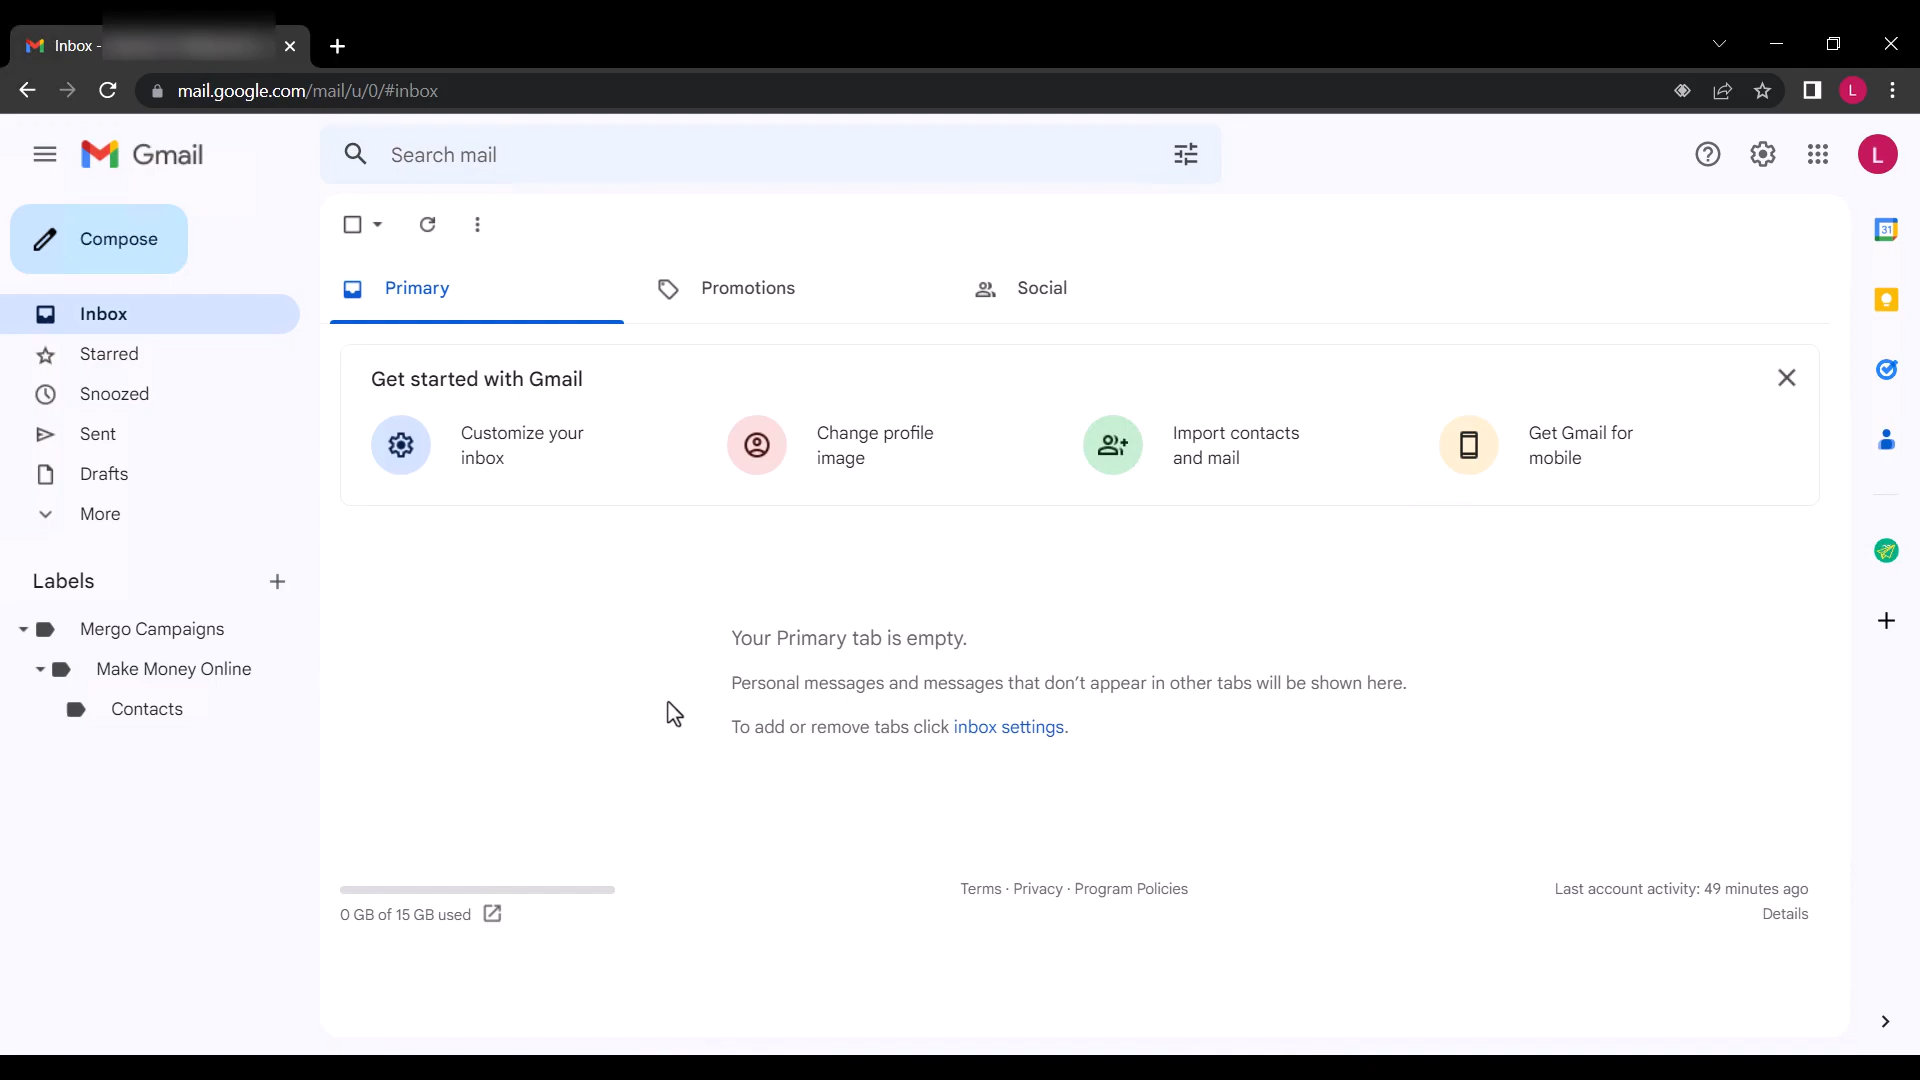 Inbox -
mail.google.com/mail/u/0/#inbox
L
Gmail
Search mail
L
Compose
Inbox
Starred
Snoozed
Sent
Drafts
More
Labels
Mergo Campaigns
Make Money Online
Contacts
Primary
Promotions
Social
Get started with Gmail
Customize your
inbox
Change profile
image
Import contacts
and mail
Get Gmail for
mobile
Your Primary tab is empty.
Personal messages and messages that don’t appear in other tabs will be shown here.
To add or remove tabs click inbox settings.
0 GB of 15 GB used
Terms · Privacy · Program Policies
Last account activity: 49 minutes ago
Details
31